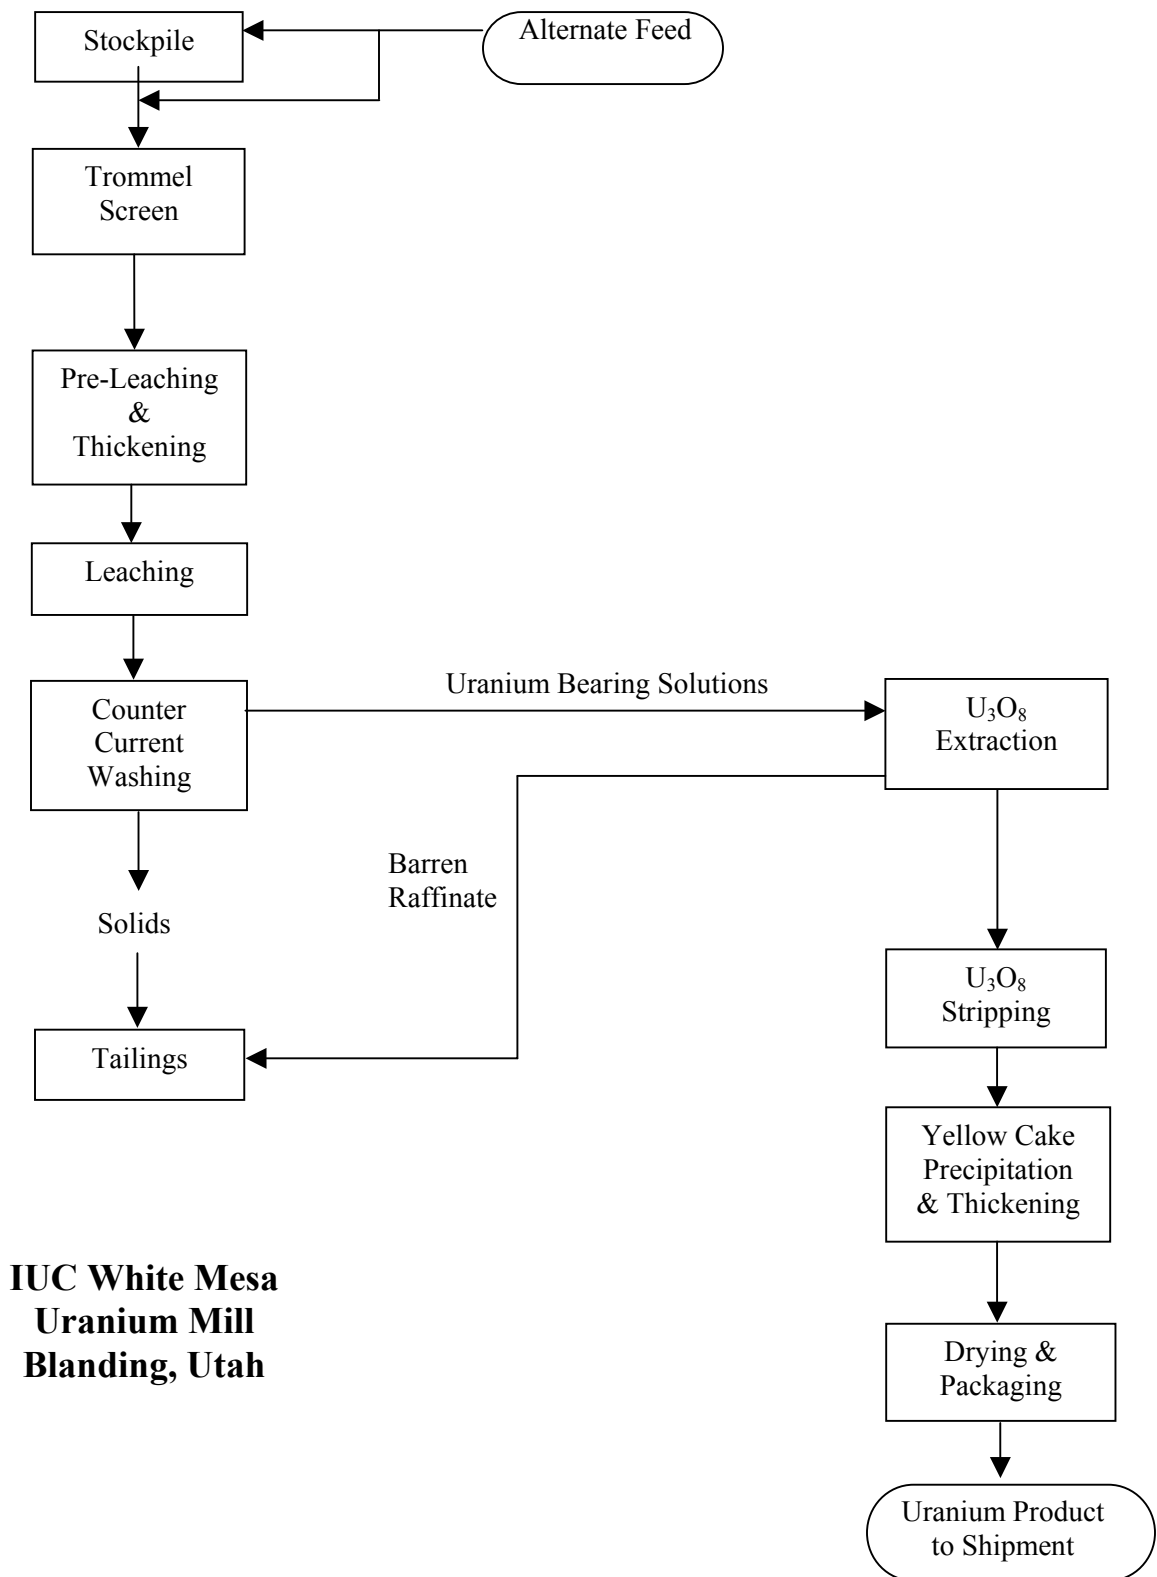 Stockpile
Alternate Feed
Trommel
Screen
Pre-Leaching
&
Thickening
Leaching
Counter
Current
Washing
Uranium Bearing Solutions
U₃O₈
Extraction
Barren
Raffinate
Solids
Tailings
U₃O₈
Stripping
Yellow Cake
Precipitation
& Thickening
Drying &
Packaging
Uranium Product
to Shipment
IUC White Mesa
Uranium Mill
Blanding, Utah